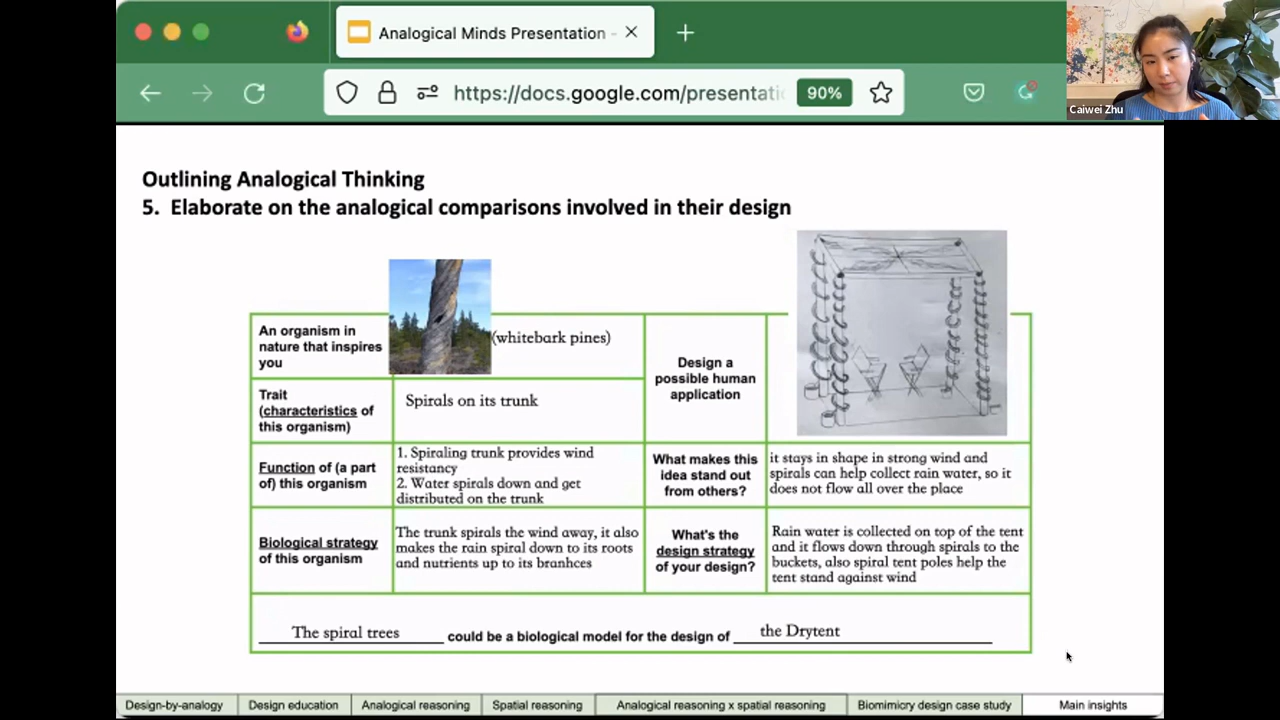 Analogical Minds Presentation -
https://docs.google.com/presentati
90%
Caiwei Zhu
Outlining Analogical Thinking
5. Elaborate on the analogical comparisons involved in their design
An organism in
nature that inspires
you
(whitebark pines)
Design a
possible human
application
Trait
(characteristics of
this organism)
Spirals on its trunk
Function of (a part
of) this organism
1. Spiraling trunk provides wind
resistancy
2. Water spirals down and get
distributed on the trunk
What makes this
idea stand out
from others?
it stays in shape in strong wind and
spirals can help collect rain water, so it
does not flow all over the place
Biological strategy
of this organism
The trunk spirals the wind away, it also
makes the rain spiral down to its roots
and nutrients up to its branhces
What's the
design strategy
of your design?
Rain water is collected on top of the tent
and it flows down through spirals to the
buckets, also spiral tent poles help the
tent stand against wind
The spiral trees could be a biological model for the design of the Drytent
Design-by-analogy
Design education
Analogical reasoning
Spatial reasoning
Analogical reasoning x spatial reasoning
Biomimicry design case study
Main insights